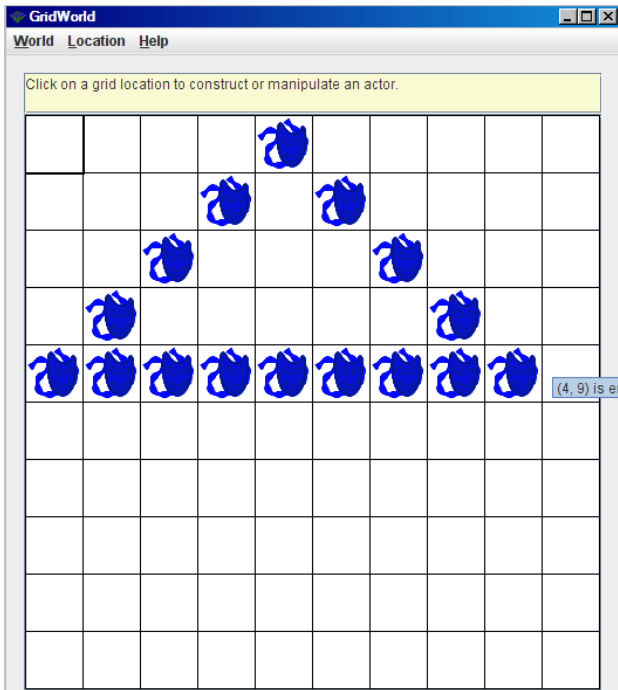 GridWorld
World Location Help
Click on a grid location to construct or manipulate an actor.
(4, 9) is